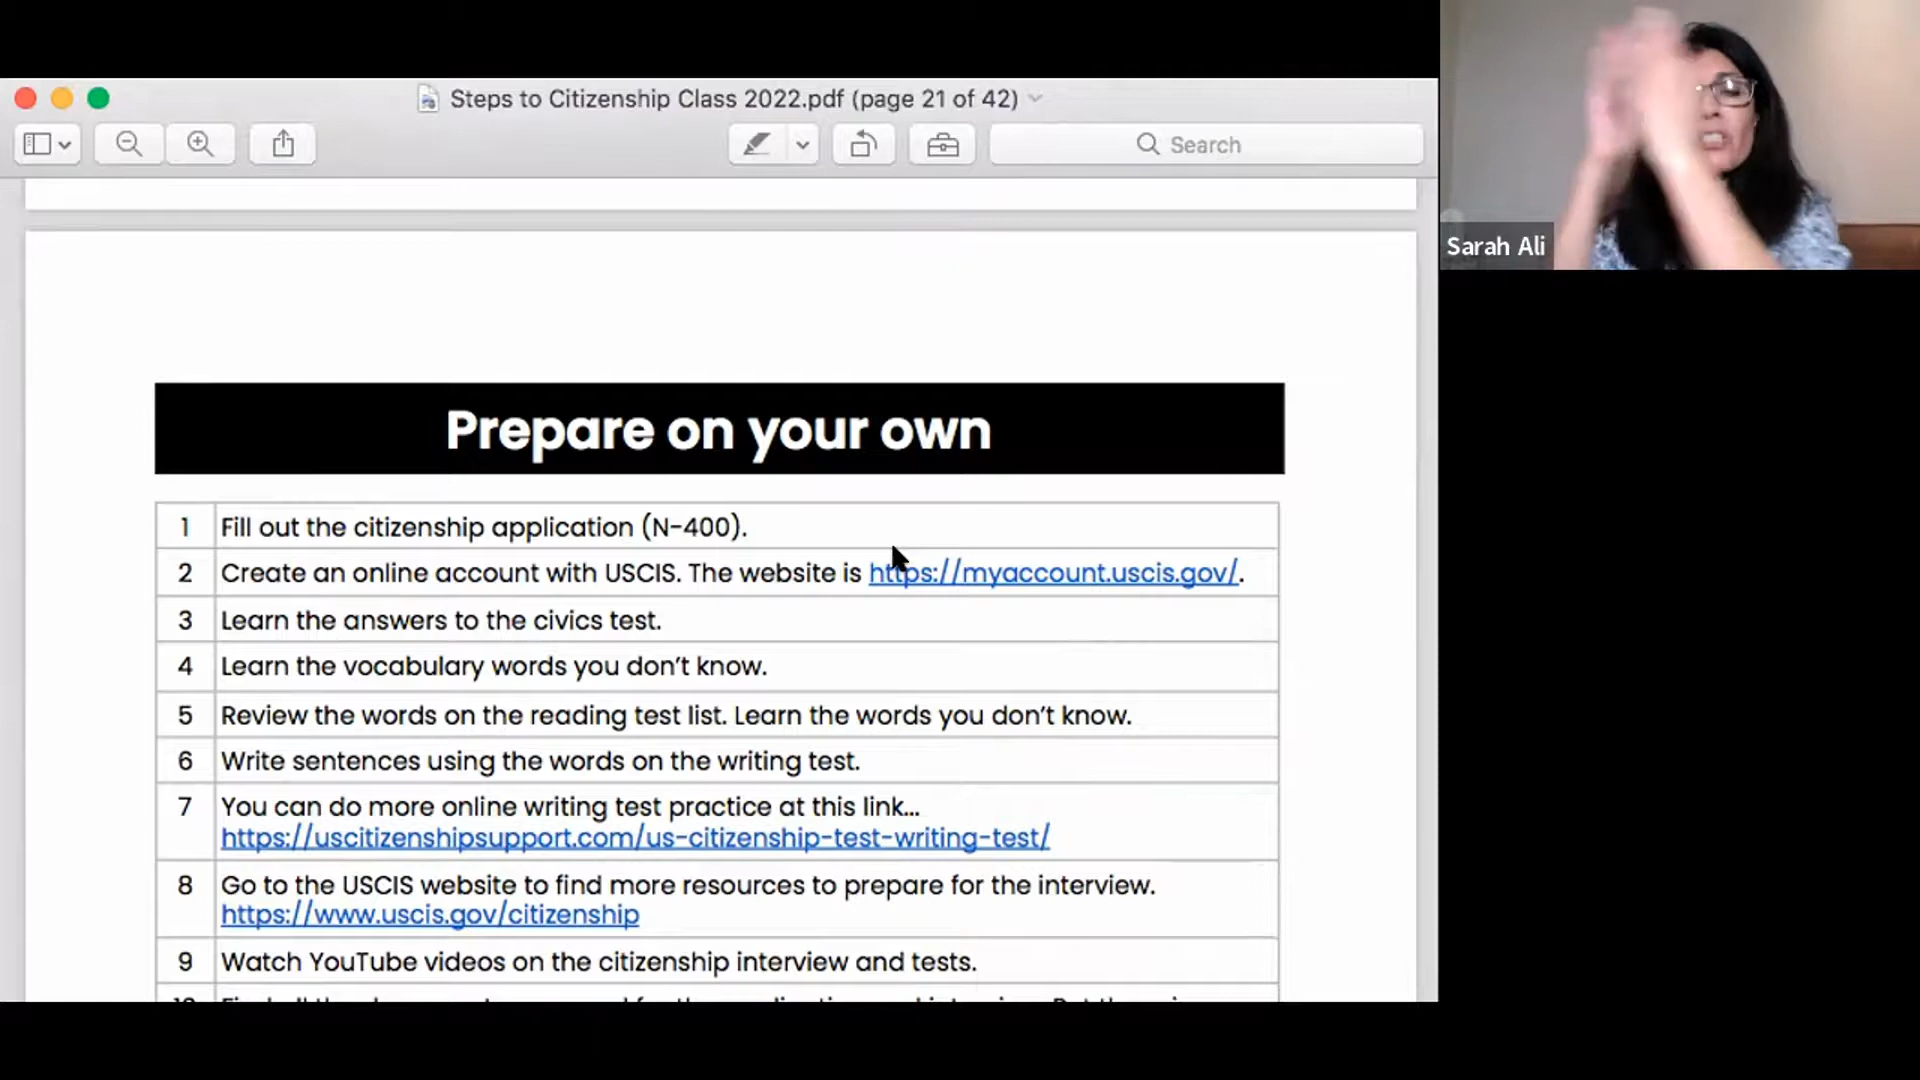 Steps to Citizenship Class 2022.pdf (page 21 of 42)
Search
Sarah Ali
Prepare on your own
1 Fill out the citizenship application (N-400).
2 Create an online account with USCIS. The website is https://myaccount.uscis.gov/.
3 Learn the answers to the civics test.
4 Learn the vocabulary words you don’t know.
5 Review the words on the reading test list. Learn the words you don’t know.
6 Write sentences using the words on the writing test.
7 You can do more online writing test practice at this link...
https://uscitizenshipsupport.com/us-citizenship-test-writing-test/
8 Go to the USCIS website to find more resources to prepare for the interview.
https://www.uscis.gov/citizenship
9 Watch YouTube videos on the citizenship interview and tests.